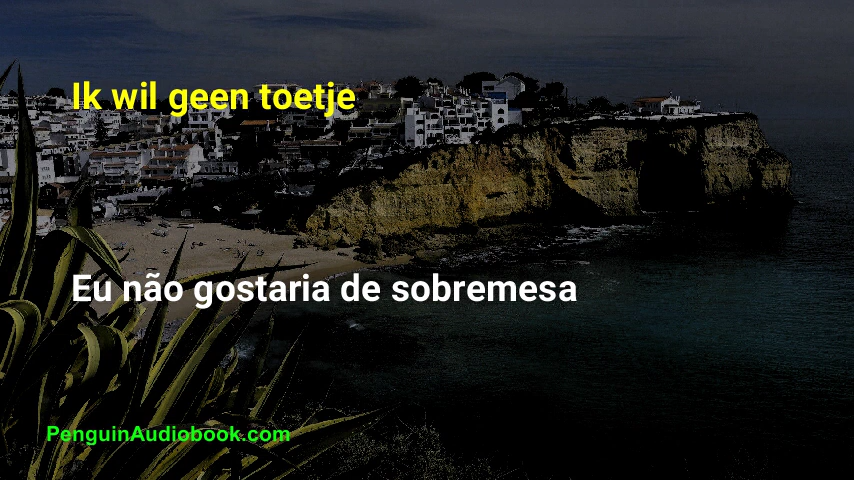 Ik wil geen toetje
Eu não gostaria de sobremesa
PenguinAudiobook.com